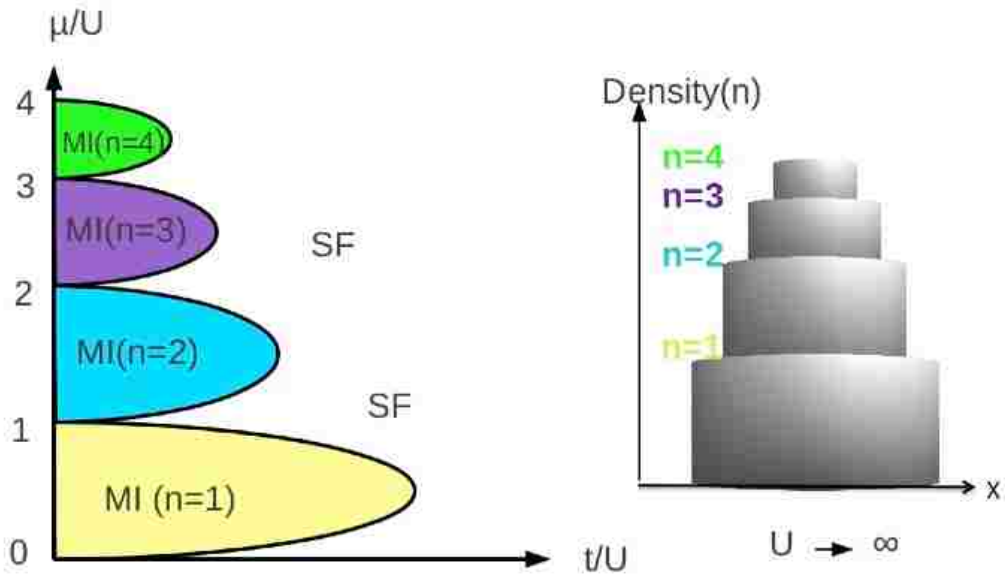 μ/U
4
MI(n=4)
3
MI(n=3)
SF
2
MI(n=2)
SF
1
MI (n=1)
0
t/U
Density(n)
n=4
n=3
n=2
n=1
x
U → ∞